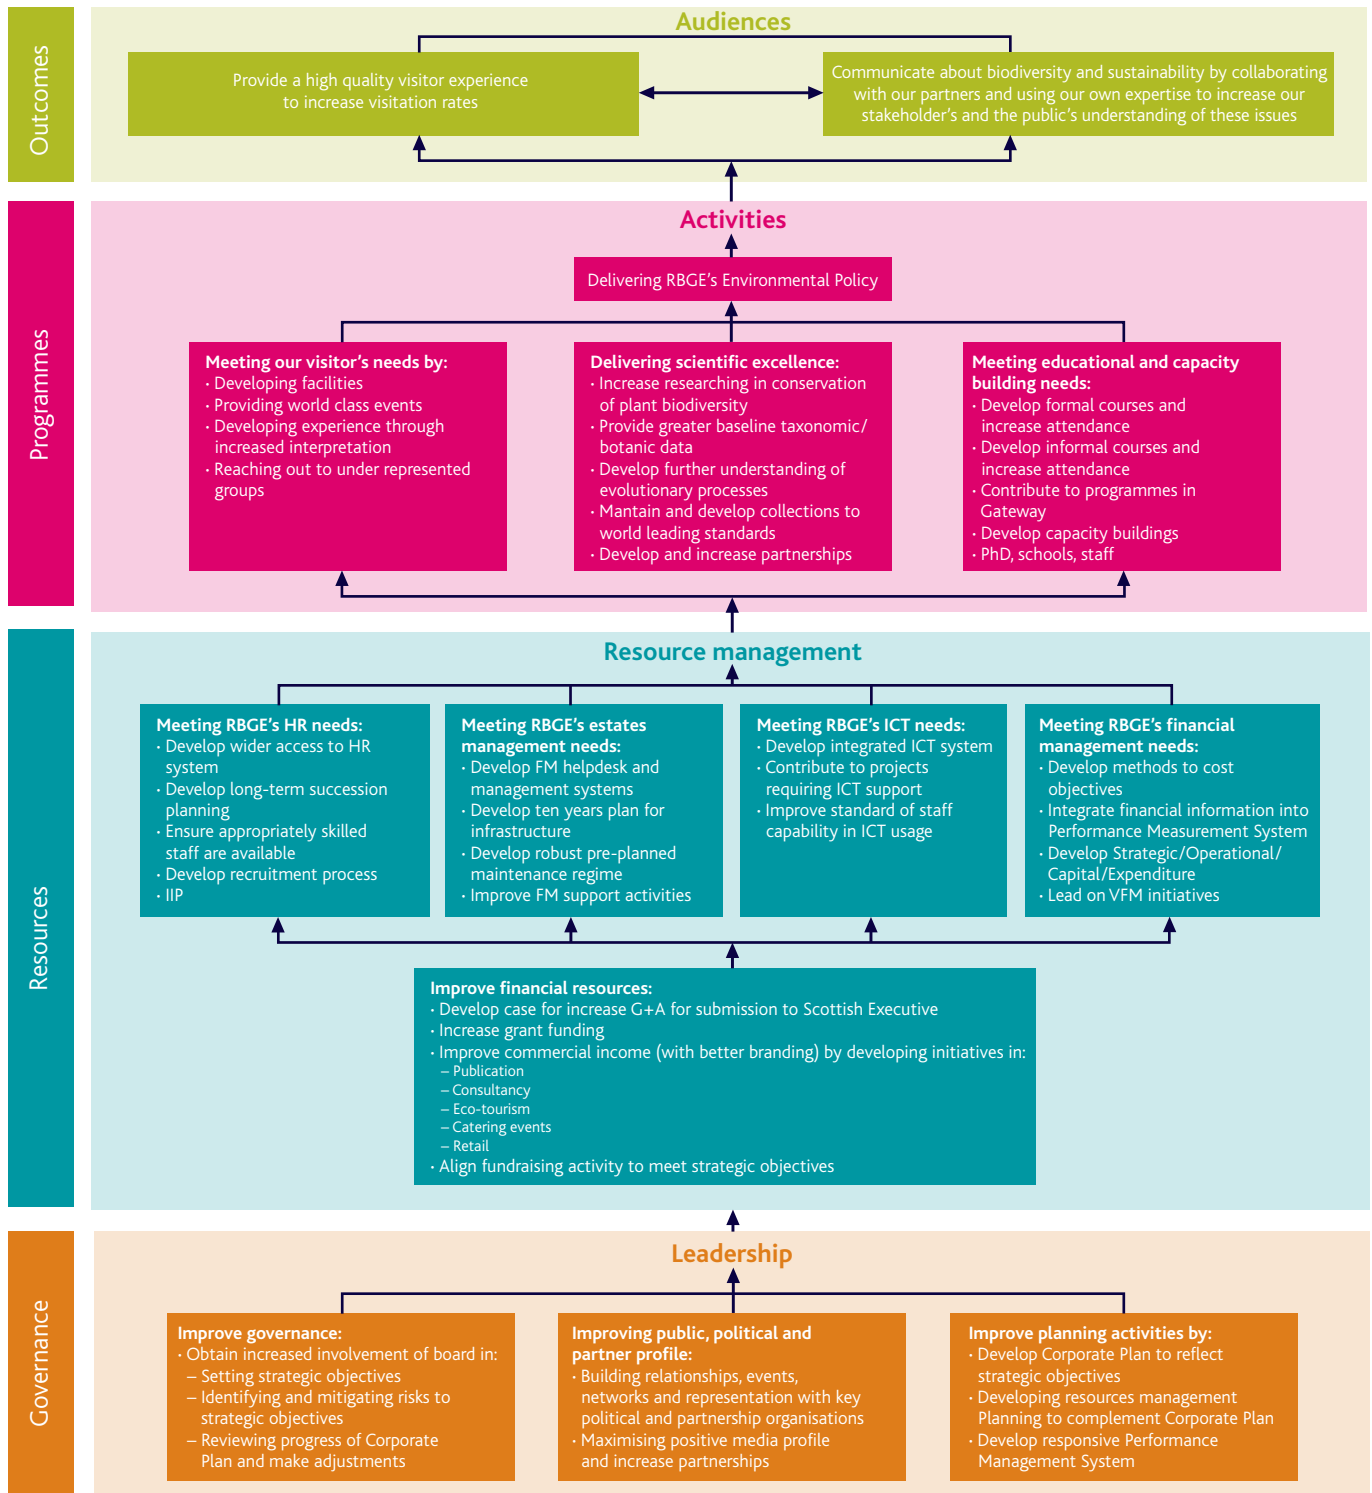 Outcomes
Audiences
Provide a high quality visitor experience
to increase visitation rates
Communicate about biodiversity and sustainability by collaborating
with our partners and using our own expertise to increase our
stakeholder's and the public's understanding of these issues
Programmes
Activities
Delivering RBGE's Environmental Policy
Meeting our visitor's needs by:
· Developing facilities
· Providing world class events
· Developing experience through
increased interpretation
· Reaching out to under represented
groups
Delivering scientific excellence:
· Increase researching in conservation
of plant biodiversity
· Provide greater baseline taxonomic/
botanic data
· Develop further understanding of
evolutionary processes
· Mantain and develop collections to
world leading standards
· Develop and increase partnerships
Meeting educational and capacity
building needs:
· Develop formal courses and
increase attendance
· Develop informal courses and
increase attendance
· Contribute to programmes in
Gateway
· Develop capacity buildings
· PhD, schools, staff
Resources
Resource management
Meeting RBGE's HR needs:
· Develop wider access to HR
system
· Develop long-term succession
planning
· Ensure appropriately skilled
staff are available
· Develop recruitment process
· IIP
Meeting RBGE's estates
management needs:
· Develop FM helpdesk and
management systems
· Develop ten years plan for
infrastructure
· Develop robust pre-planned
maintenance regime
· Improve FM support activities
Meeting RBGE's ICT needs:
· Develop integrated ICT system
· Contribute to projects
requiring ICT support
· Improve standard of staff
capability in ICT usage
Meeting RBGE's financial
management needs:
· Develop methods to cost
objectives
· Integrate financial information into
Performance Measurement System
· Develop Strategic/Operational/
Capital/Expenditure
· Lead on VFM initiatives
Improve financial resources:
· Develop case for increase G+A for submission to Scottish Executive
· Increase grant funding
· Improve commercial income (with better branding) by developing initiatives in:
– Publication
– Consultancy
– Eco-tourism
– Catering events
– Retail
· Align fundraising activity to meet strategic objectives
Governance
Leadership
Improve governance:
· Obtain increased involvement of board in:
– Setting strategic objectives
– Identifying and mitigating risks to
strategic objectives
– Reviewing progress of Corporate
Plan and make adjustments
Improving public, political and
partner profile:
· Building relationships, events,
networks and representation with key
political and partnership organisations
· Maximising positive media profile
and increase partnerships
Improve planning activities by:
· Develop Corporate Plan to reflect
strategic objectives
· Developing resources management
Planning to complement Corporate Plan
· Develop responsive Performance
Management System